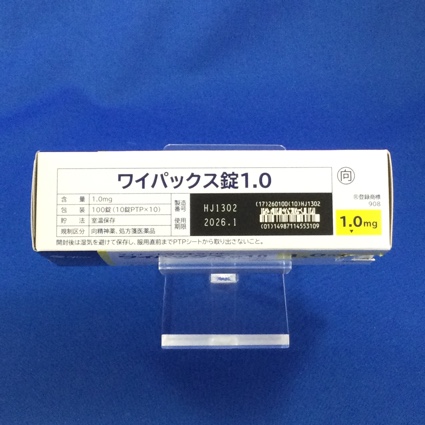 ワイパックス錠1.0
向
含　量 1.0mg
包　装 100錠(10錠PTP×10)
貯　法 室温保存
規制区分 向精神薬、処方箋医薬品
製造番号 HJ1302
使用期限 2026.1
(17)260100(10)HJ1302
(01)14987114553109
®登録商標
908
1.0mg
開封後は湿気を避けて保存し、服用直前までPTPシートから取り出さないこと。